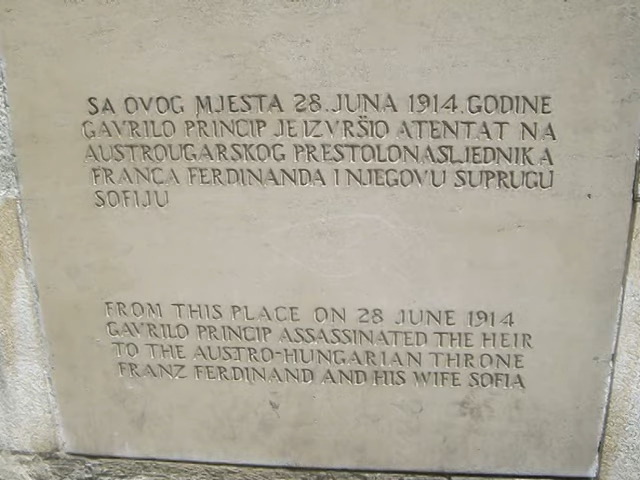 SA OVOG MJESTA 28. JUNA 1914. GODINE
GAVRILO PRINCIP JE IZVRŠIO ATENTAT NA
AUSTROUGARSKOG PRESTOLONASLJEDNIKA
FRANCA FERDINANDA I NJEGOVU SUPRUGU
SOFIJU
FROM THIS PLACE ON 28 JUNE 1914
GAVRILO PRINCIP ASSASSINATED THE HEIR
TO THE AUSTRO-HUNGARIAN THRONE
FRANZ FERDINAND AND HIS WIFE SOFIA